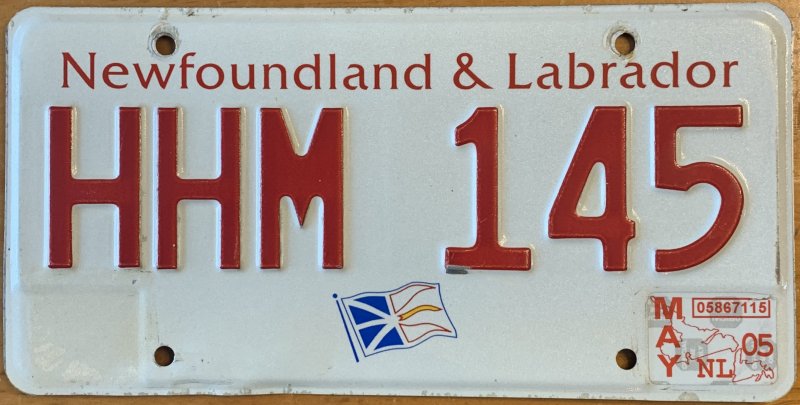 Newfoundland & Labrador
HHM 145
MAY
05867115
05
NL